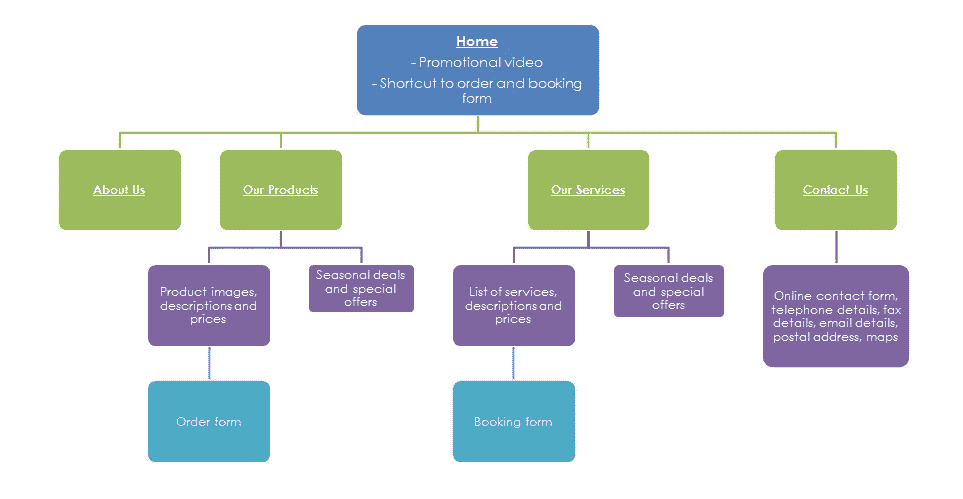 Home
- Promotional video
- Shortcut to order and booking
form
About Us
Our Products
Our Services
Contact Us
Product images,
descriptions and
prices
Seasonal deals
and special
offers
List of services,
descriptions and
prices
Seasonal deals
and special
offers
Online contact form,
telephone details, fax
details, email details,
postal address, maps
Order form
Booking form